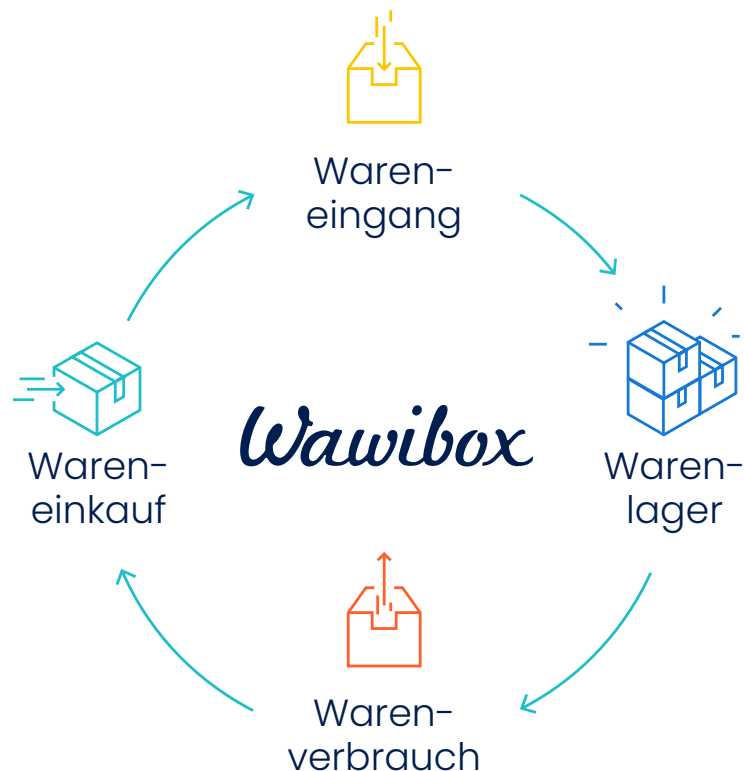 Waren-
eingang
Waren-
einkauf
Wawibox
Waren-
lager
Waren-
verbrauch